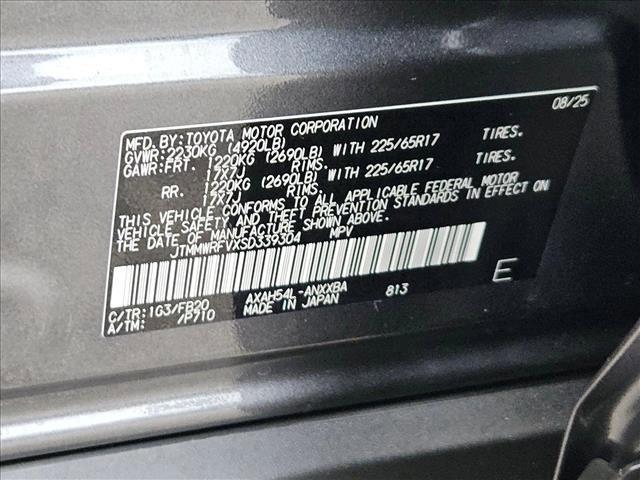 08/25
MFD.BY:TOYOTA MOTOR CORPORATION
GVWR:2230KG (4920LB)
GAWR:FRT. 1220KG (2690LB) WITH 225/65R17 TIRES.
17X7J RIMS.
RR. 1220KG (2690LB) WITH 225/65R17 TIRES.
17X7J RIMS.
THIS VEHICLE CONFORMS TO ALL APPLICABLE FEDERAL MOTOR
VEHICLE SAFETY AND THEFT PREVENTION STANDARDS IN EFFECT ON
THE DATE OF MANUFACTURE SHOWN ABOVE.
JTMMWRFVXSD339304 MPV
C/TR:1G3/FB20 AXAH54L-ANXXBA 813 E
A/TM: /P710 MADE IN JAPAN